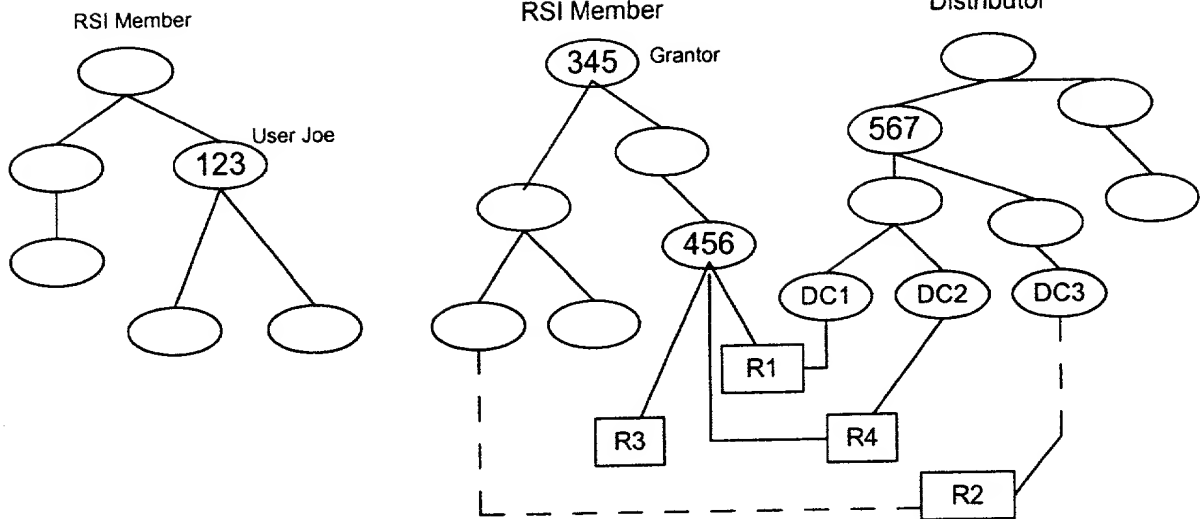 RSI Member
User Joe
123
RSI Member
345
Grantor
456
Distributor
567
DC1
DC2
DC3
R1
R3
R4
R2